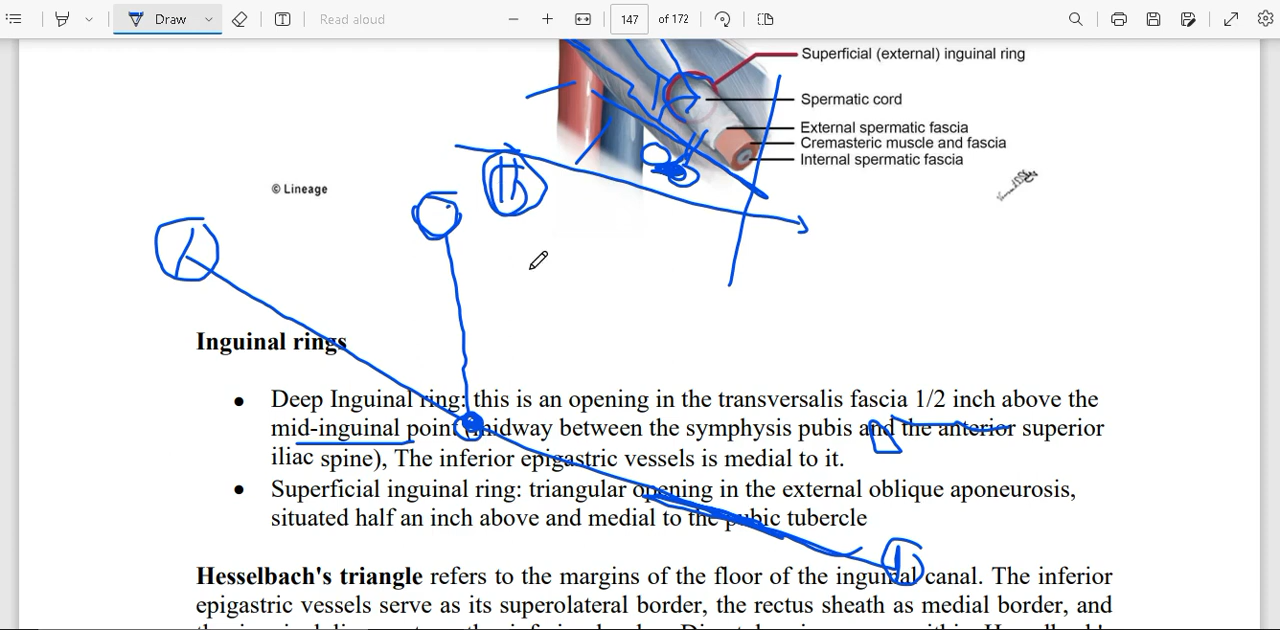 Draw
Read aloud
147
of 172
Superficial (external) inguinal ring
Spermatic cord
External spermatic fascia
Cremasteric muscle and fascia
Internal spermatic fascia
© Lineage
Inguinal rings
● Deep Inguinal ring: this is an opening in the transversalis fascia 1/2 inch above the
mid-inguinal point (midway between the symphysis pubis and the anterior superior
iliac spine), The inferior epigastric vessels is medial to it.
● Superficial inguinal ring: triangular opening in the external oblique aponeurosis,
situated half an inch above and medial to the pubic tubercle
Hesselbach's triangle refers to the margins of the floor of the inguinal canal. The inferior
epigastric vessels serve as its superolateral border, the rectus sheath as medial border, and